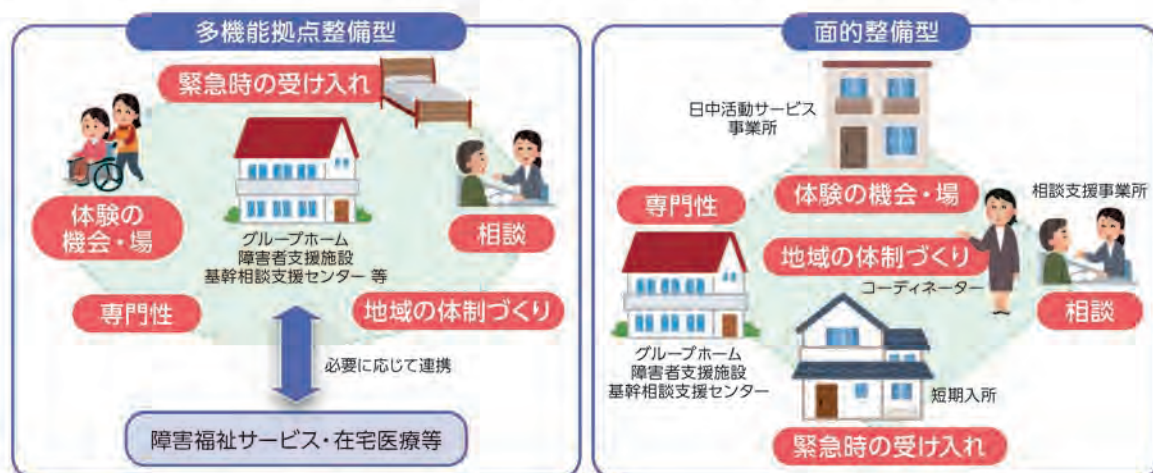 多機能拠点整備型
緊急時の受け入れ
体験の
機会・場
相談
グループホーム
障害者支援施設
基幹相談支援センター 等
専門性
地域の体制づくり
必要に応じて連携
障害福祉サービス・在宅医療等
面的整備型
日中活動サービス
事業所
体験の機会・場
専門性
相談支援事業所
地域の体制づくり
コーディネーター
相談
グループホーム
障害者支援施設
基幹相談支援センター
短期入所
緊急時の受け入れ